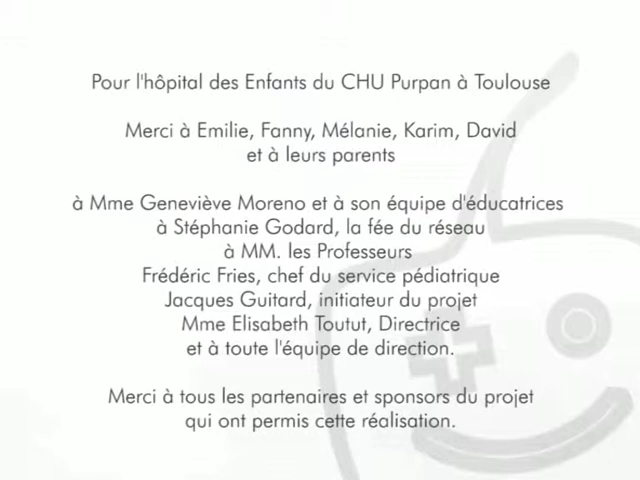 Pour l'hôpital des Enfants du CHU Purpan à Toulouse
Merci à Emilie, Fanny, Mélanie, Karim, David
et à leurs parents
à Mme Geneviève Moreno et à son équipe d'éducatrices
à Stéphanie Godard, la fée du réseau
à MM. les Professeurs
Frédéric Fries, chef du service pédiatrique
Jacques Guitard, initiateur du projet
Mme Elisabeth Toutut, Directrice
et à toute l'équipe de direction.
Merci à tous les partenaires et sponsors du projet
qui ont permis cette réalisation.